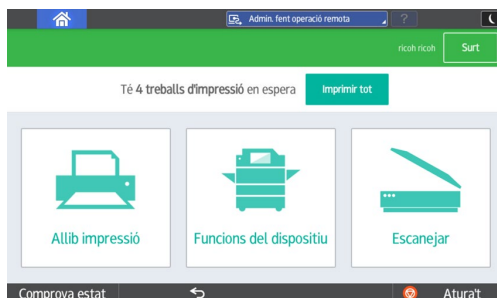 Admin. fent operació remota
?
ricoh ricoh
Surt
Té 4 treballs d'impressió en espera
Imprimir tot
Allib impressió
Funcions del dispositiu
Escanejar
Comprova estat
Atura't